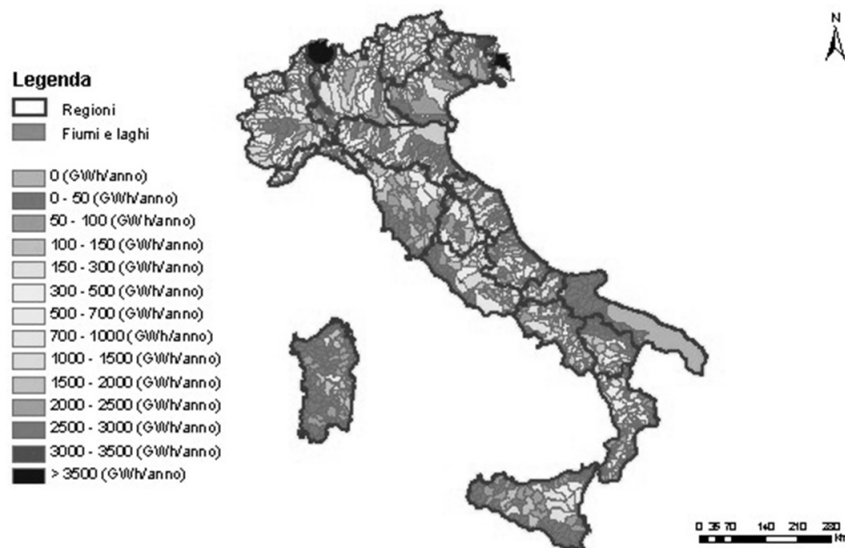 N
Legenda
Regioni
Fiumi e laghi
0 (GWh/anno)
0 - 50 (GWh/anno)
50 - 100 (GWh/anno)
100 - 150 (GWh/anno)
150 - 300 (GWh/anno)
300 - 500 (GWh/anno)
500 - 700 (GWh/anno)
700 - 1000 (GWh/anno)
1000 - 1500 (GWh/anno)
1500 - 2000 (GWh/anno)
2000 - 2500 (GWh/anno)
2500 - 3000 (GWh/anno)
3000 - 3500 (GWh/anno)
> 3500 (GWh/anno)
0 35 70 140 210 280